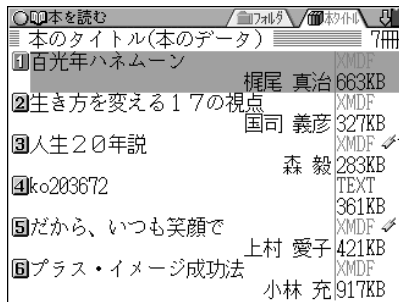 本を読む フォルダ 本タイトル
本のタイトル(本のデータ) 7冊
1 百光年ハネムーン XMDF
梶尾 真治 663KB
2 生き方を変える17の視点 XMDF
国司 義彦 327KB
3 人生20年説 XMDF
森 毅 283KB
4 ko203672 TEXT
361KB
5 だから、いつも笑顔で XMDF
上村 愛子 421KB
6 プラス・イメージ成功法 XMDF
小林 充 917KB